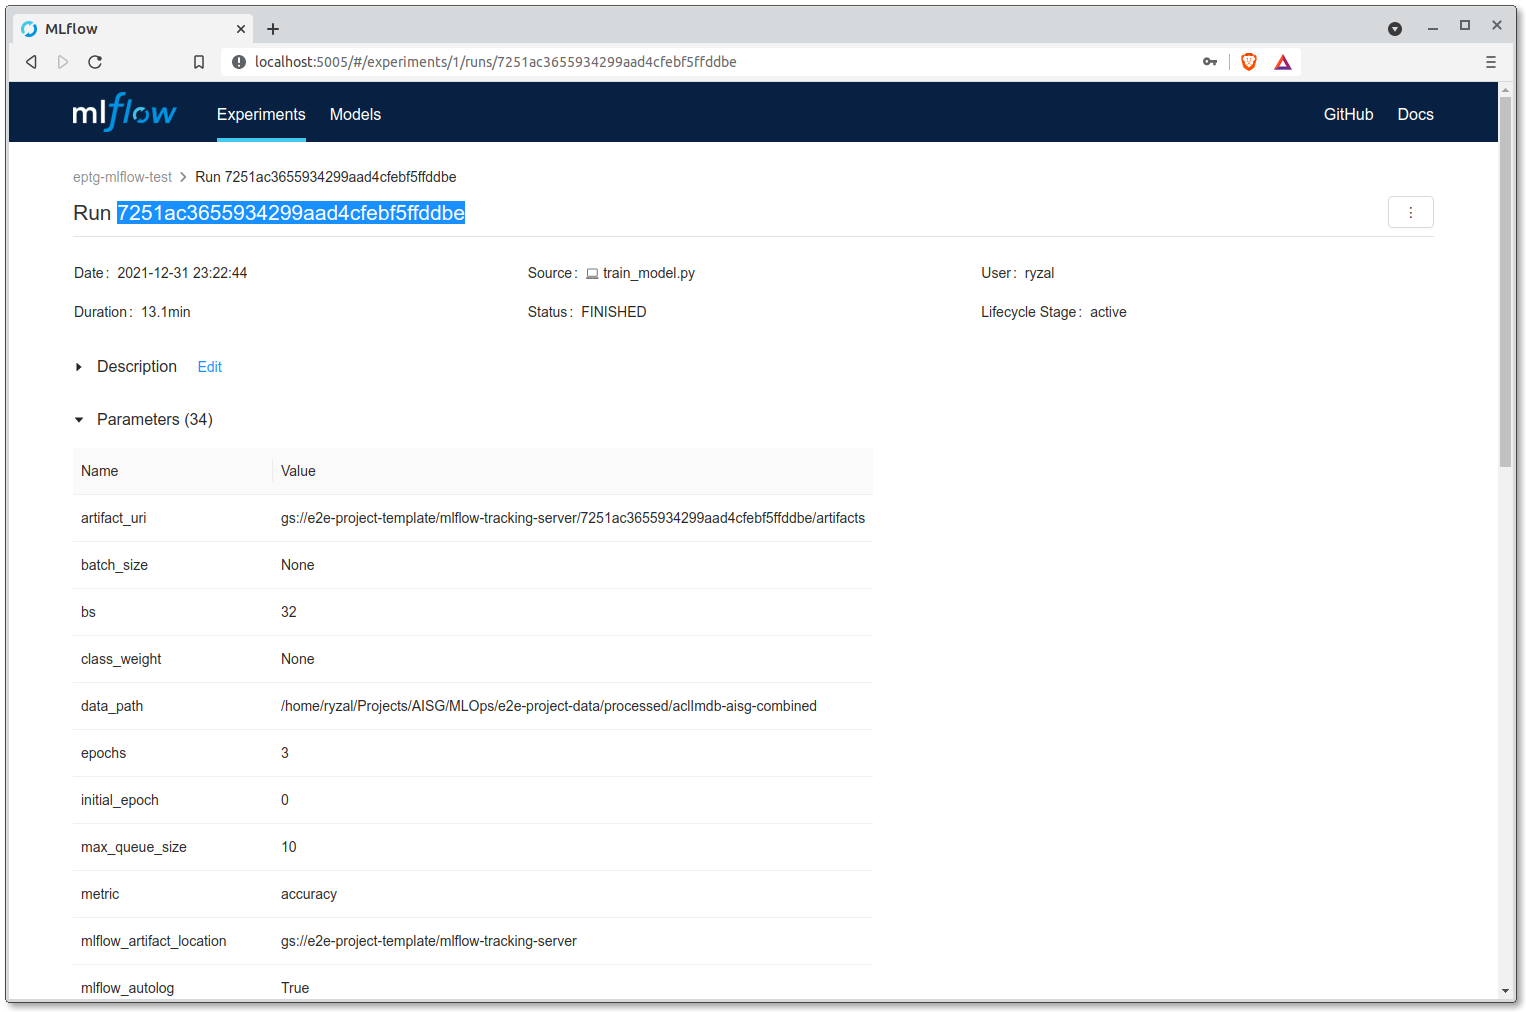 MLflow
localhost:5005/#/experiments/1/runs/7251ac3655934299aad4cfebf5ffddbe
mlflow Experiments Models GitHub Docs
eptg-mlflow-test > Run 7251ac3655934299aad4cfebf5ffddbe
Run 7251ac3655934299aad4cfebf5ffddbe
Date: 2021-12-31 23:22:44 Source: train_model.py User: ryzal
Duration: 13.1min Status: FINISHED Lifecycle Stage: active
Description Edit
Parameters (34)
Name Value
artifact_uri gs://e2e-project-template/mlflow-tracking-server/7251ac3655934299aad4cfebf5ffddbe/artifacts
batch_size None
bs 32
class_weight None
data_path /home/ryzal/Projects/AISG/MLOps/e2e-project-data/processed/aclImdb-aisg-combined
epochs 3
initial_epoch 0
max_queue_size 10
metric accuracy
mlflow_artifact_location gs://e2e-project-template/mlflow-tracking-server
mlflow_autolog True